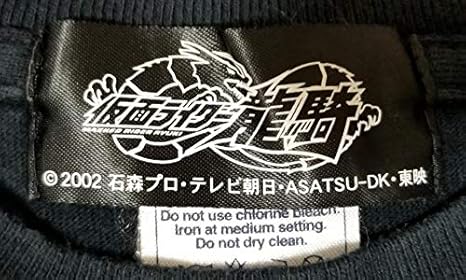 仮面ライダー龍騎
MASKED RIDER RYUKI
© 2002 石森プロ・テレビ朝日・ASATSU-DK・東映
Do not use chlorine bleach.
Iron at medium setting.
Do not dry clean.